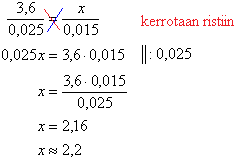 3,6/0,025 = x/0,015 kerrotaan ristiin
0,025x = 3,6 · 0,015 ‖: 0,025
x = 3,6 · 0,015/0,025
x = 2,16
x ≈ 2,2